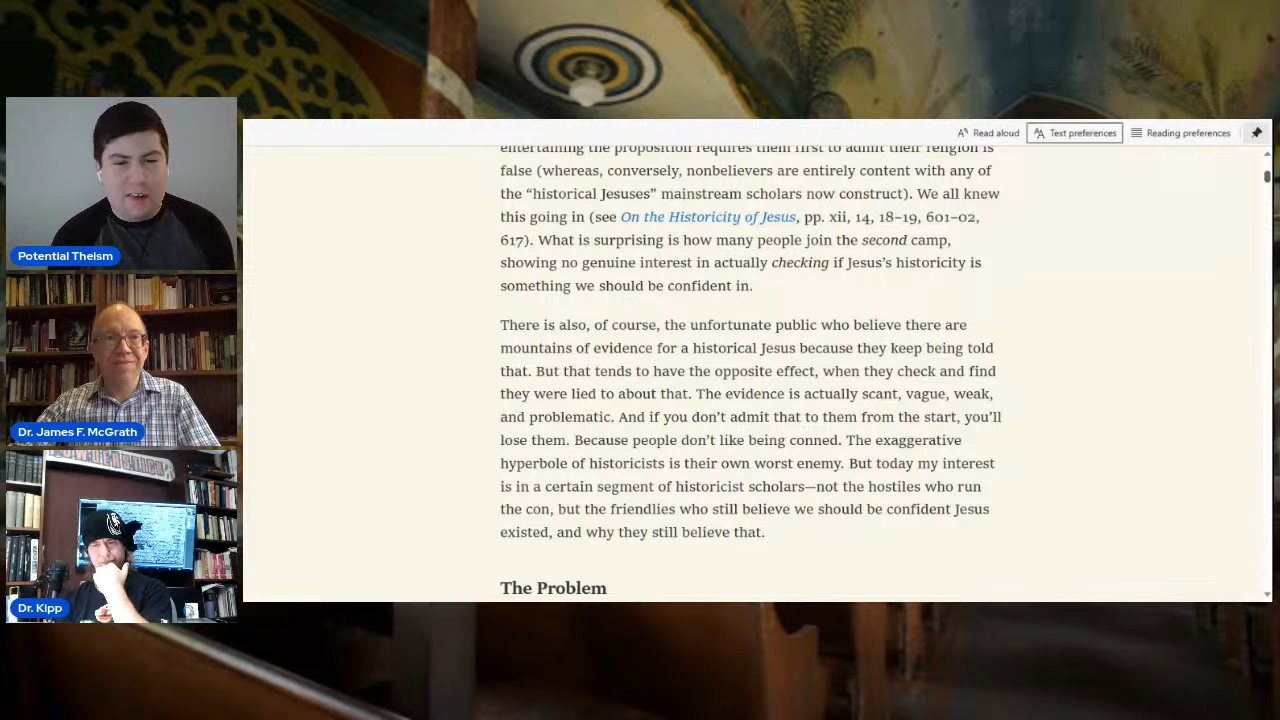 Potential Theism
Dr. James F. McGrath
Dr. Kipp
Read aloud
Text preferences
Reading preferences
entertaining the proposition requires them first to admit their religion is
false (whereas, conversely, nonbelievers are entirely content with any of
the “historical Jesuses” mainstream scholars now construct). We all knew
this going in (see On the Historicity of Jesus, pp. xii, 14, 18–19, 601–02,
617). What is surprising is how many people join the second camp,
showing no genuine interest in actually checking if Jesus’s historicity is
something we should be confident in.
There is also, of course, the unfortunate public who believe there are
mountains of evidence for a historical Jesus because they keep being told
that. But that tends to have the opposite effect, when they check and find
they were lied to about that. The evidence is actually scant, vague, weak,
and problematic. And if you don’t admit that to them from the start, you’ll
lose them. Because people don’t like being conned. The exaggerative
hyperbole of historicists is their own worst enemy. But today my interest
is in a certain segment of historicist scholars—not the hostiles who run
the con, but the friendlies who still believe we should be confident Jesus
existed, and why they still believe that.
The Problem